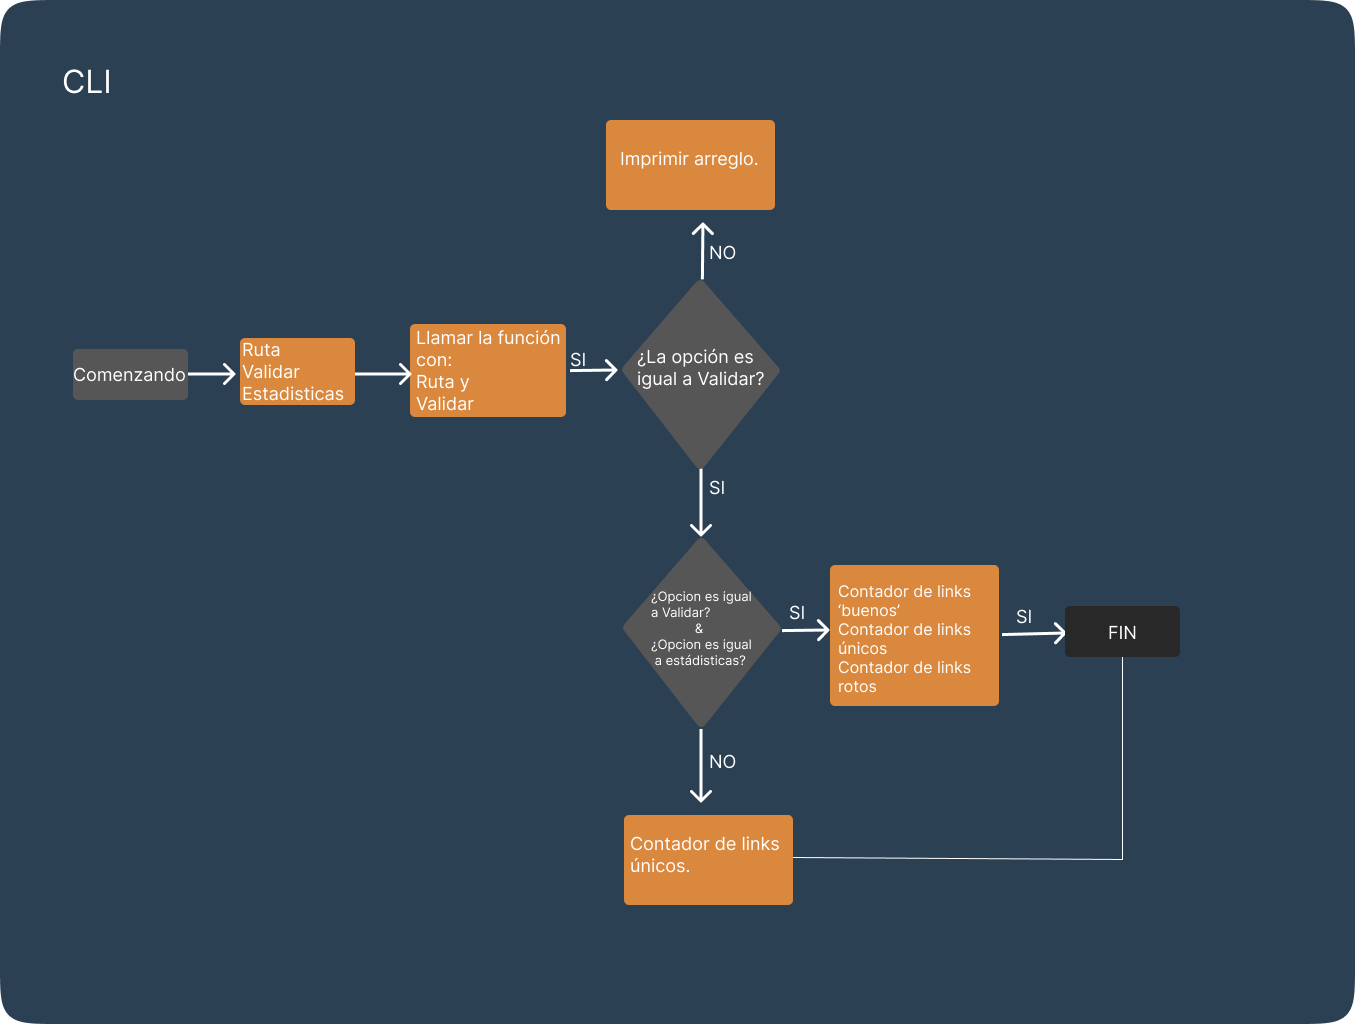 CLI
Imprimir arreglo.
NO
Comenzando
Ruta
Validar
Estadisticas
Llamar la función
con:
Ruta y
Validar
SI
¿La opción es
igual a Validar?
SI
¿Opcion es igual
a Validar?
&
¿Opcion es igual
a estádisticas?
SI
Contador de links
‘buenos’
Contador de links
únicos
Contador de links
rotos
SI
FIN
NO
Contador de links
únicos.